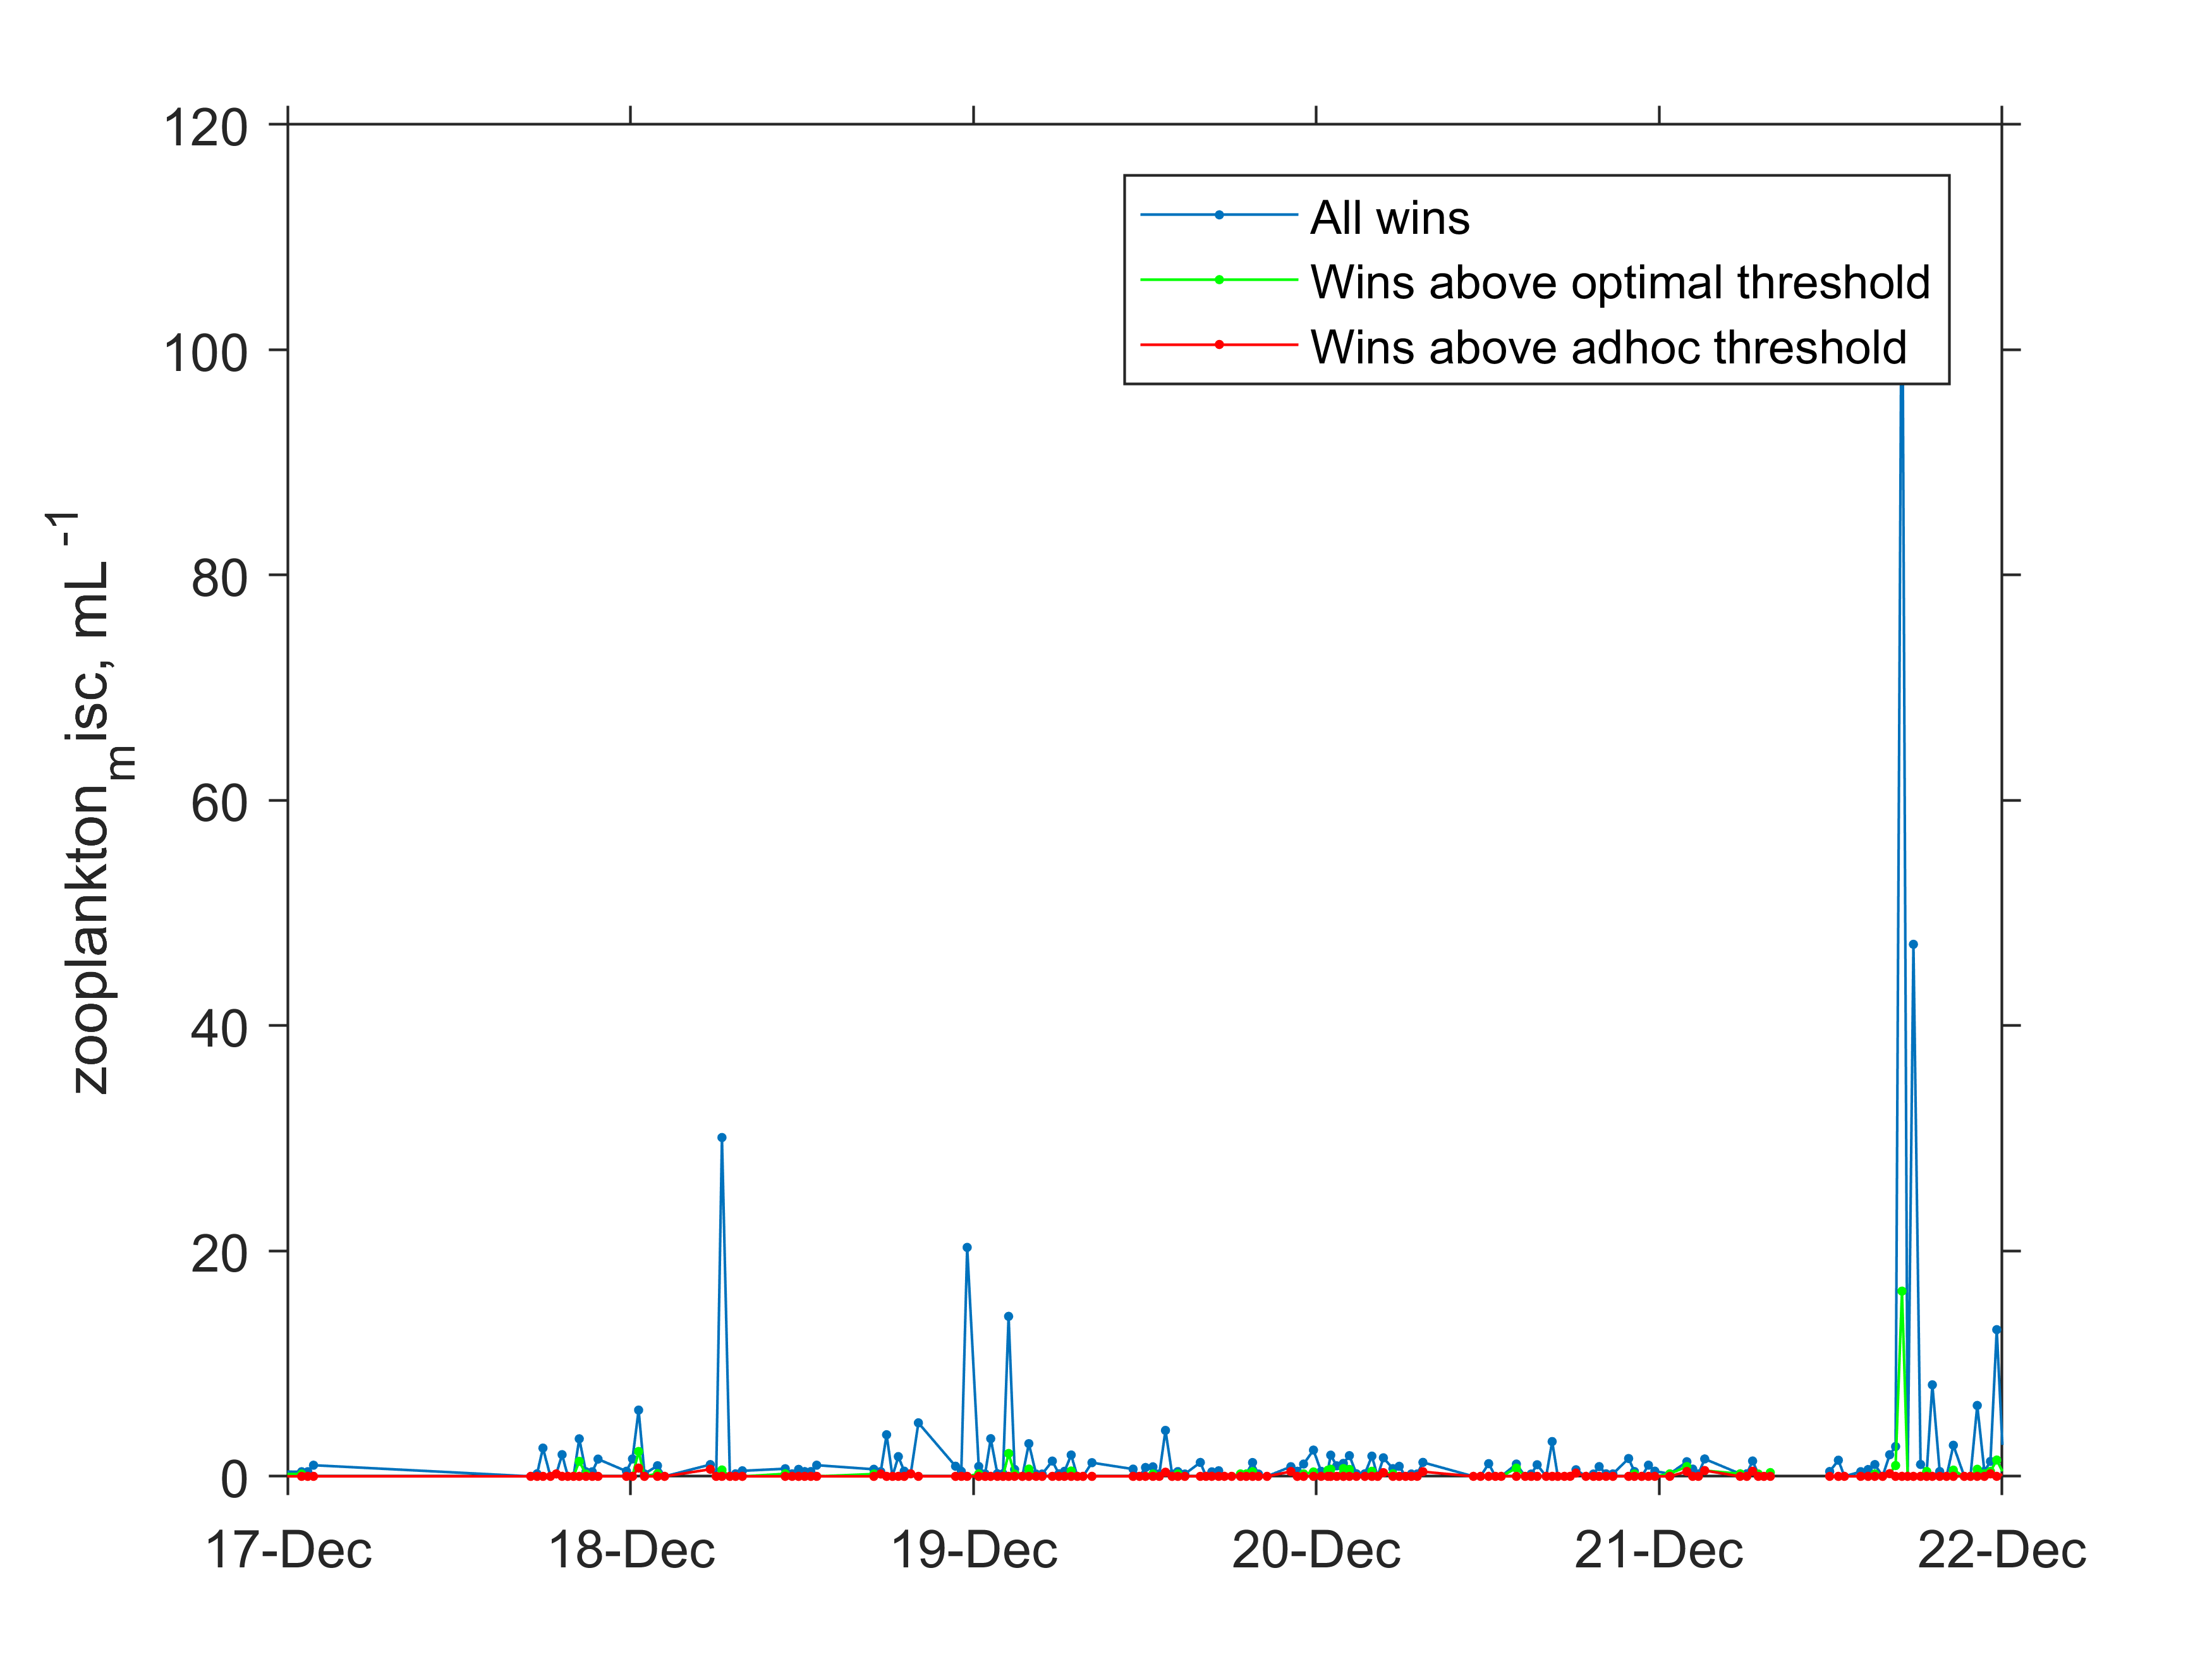 120
100
80
60
40
20
0
zooplanktonmisc, mL-1
All wins
Wins above optimal threshold
Wins above adhoc threshold
17-Dec 18-Dec 19-Dec 20-Dec 21-Dec 22-Dec